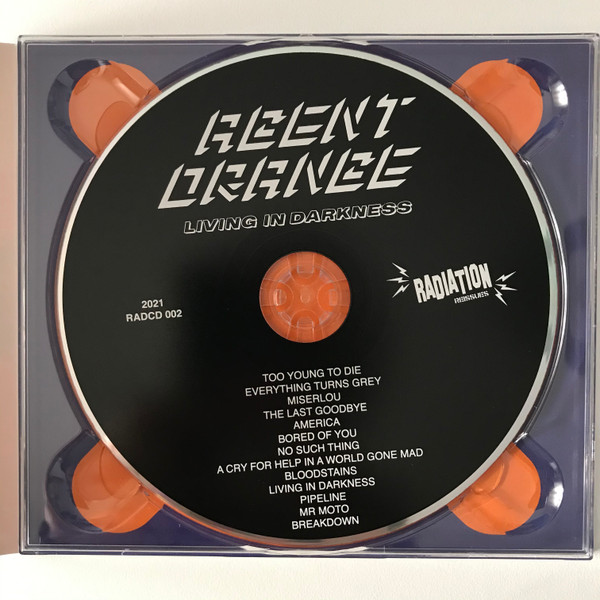 AGENT
ORANGE
LIVING IN DARKNESS
RADIATION
REISSUES
2021
RADCD 002
TOO YOUNG TO DIE
EVERYTHING TURNS GREY
MISERLOU
THE LAST GOODBYE
AMERICA
BORED OF YOU
NO SUCH THING
A CRY FOR HELP IN A WORLD GONE MAD
BLOODSTAINS
LIVING IN DARKNESS
PIPELINE
MR MOTO
BREAKDOWN